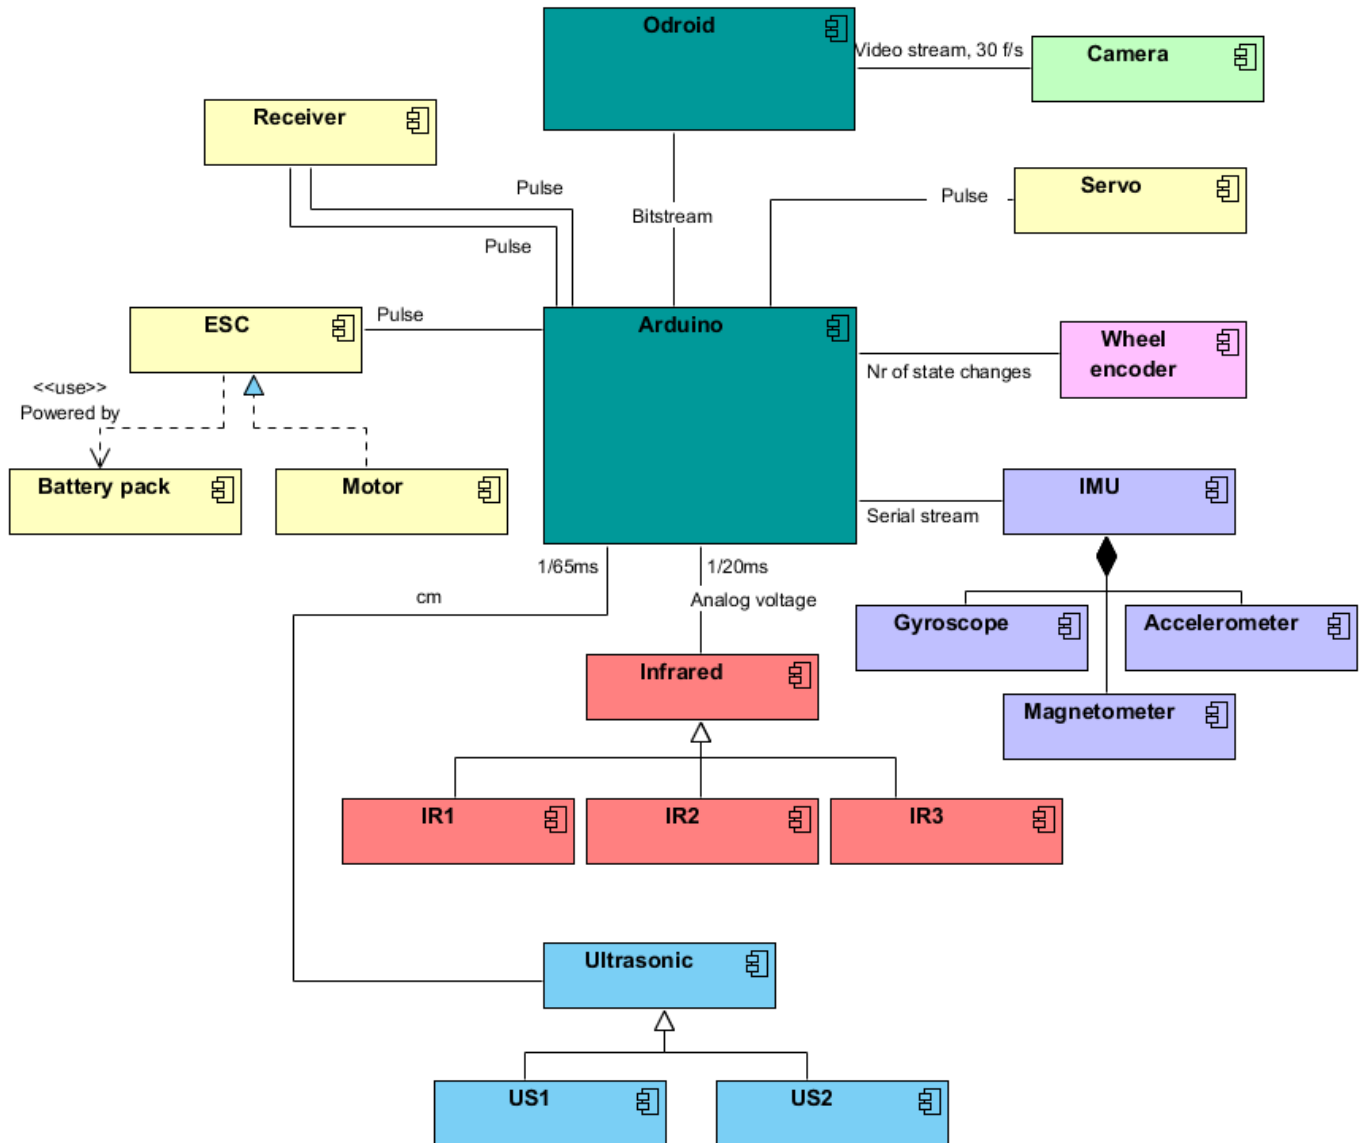 Odroid
Video stream, 30 f/s
Camera
Receiver
Pulse
Pulse
Bitstream
Pulse
Servo
ESC
Pulse
Arduino
Wheel
encoder
Nr of state changes
<<use>>
Powered by
Battery pack
Motor
IMU
Serial stream
1/65ms
1/20ms
cm
Analog voltage
Gyroscope
Accelerometer
Infrared
Magnetometer
IR1
IR2
IR3
Ultrasonic
US1
US2